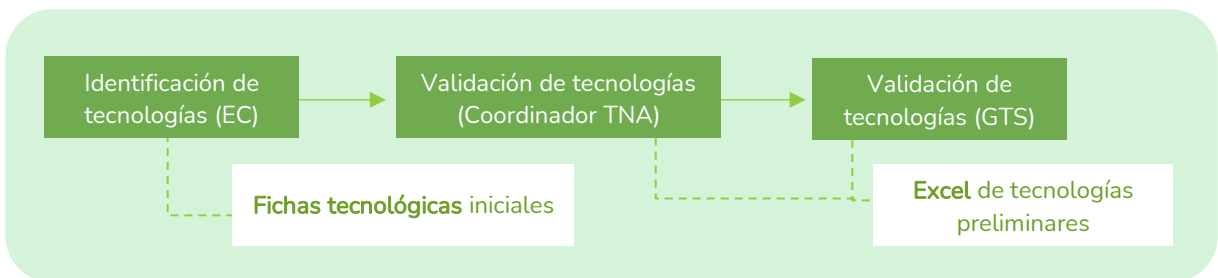 Identificación de
tecnologías (EC)
Validación de tecnologías
(Coordinador TNA)
Validación de
tecnologías (GTS)
Fichas tecnológicas iniciales
Excel de tecnologías
preliminares